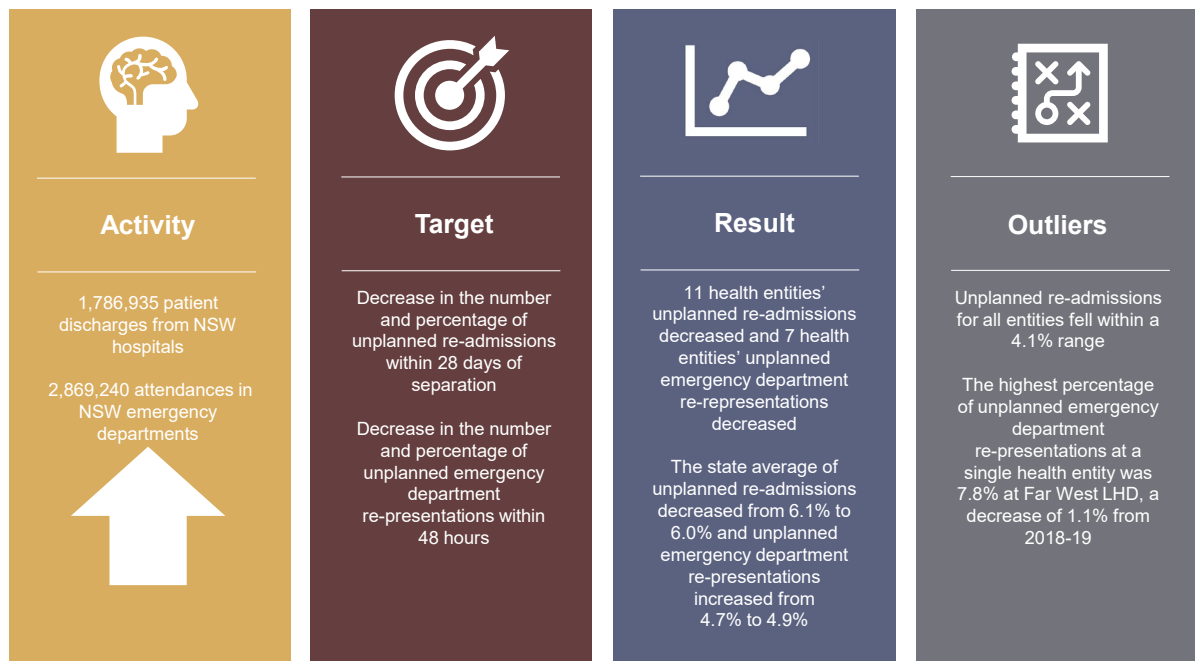 Activity
1,786,935 patient
discharges from NSW
hospitals
2,869,240 attendances in
NSW emergency
departments
Target
Decrease in the number
and percentage of
unplanned re-admissions
within 28 days of
separation
Decrease in the number
and percentage of
unplanned emergency
department
re-presentations within
48 hours
Result
11 health entities’
unplanned re-admissions
decreased and 7 health
entities’ unplanned
emergency department
re-representations
decreased
The state average of
unplanned re-admissions
decreased from 6.1% to
6.0% and unplanned
emergency department
re-presentations
increased from
4.7% to 4.9%
Outliers
Unplanned re-admissions
for all entities fell within a
4.1% range
The highest percentage
of unplanned emergency
department
re-presentations at a
single health entity was
7.8% at Far West LHD, a
decrease of 1.1% from
2018-19